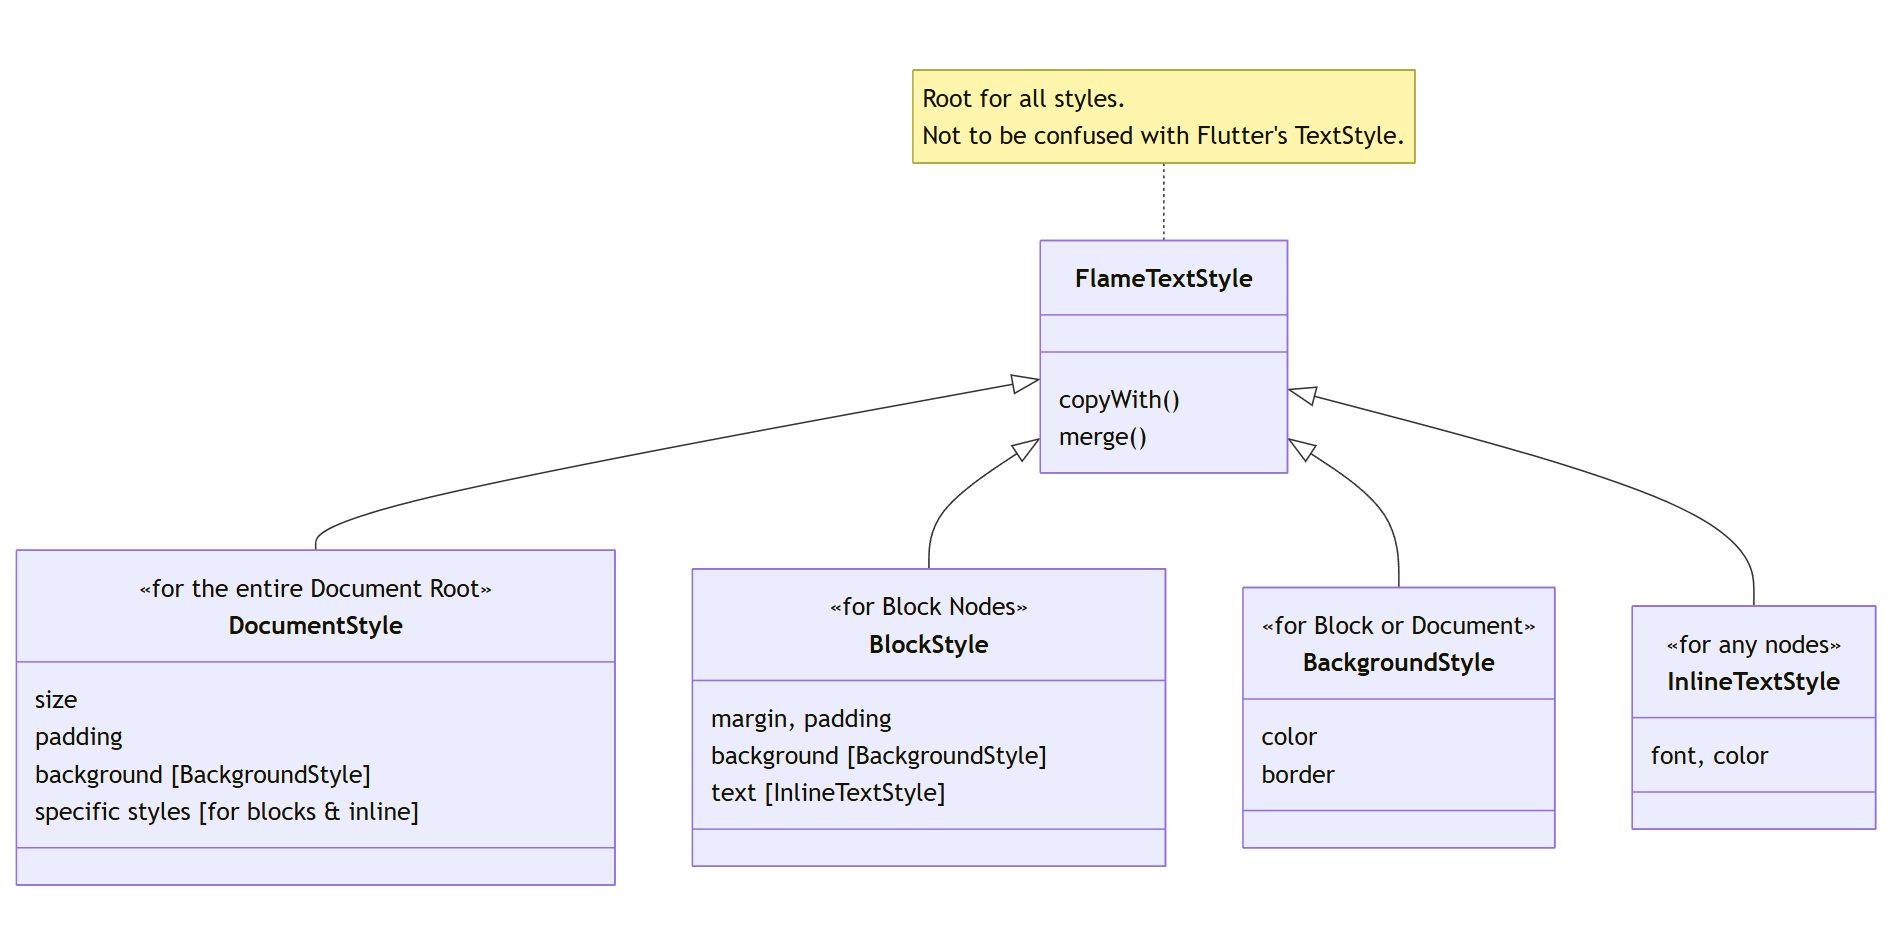 Root for all styles.
Not to be confused with Flutter's TextStyle.
FlameTextStyle
copyWith()
merge()
«for the entire Document Root»
DocumentStyle
size
padding
background [BackgroundStyle]
specific styles [for blocks & inline]
«for Block Nodes»
BlockStyle
margin, padding
background [BackgroundStyle]
text [InlineTextStyle]
«for Block or Document»
BackgroundStyle
color
border
«for any nodes»
InlineTextStyle
font, color